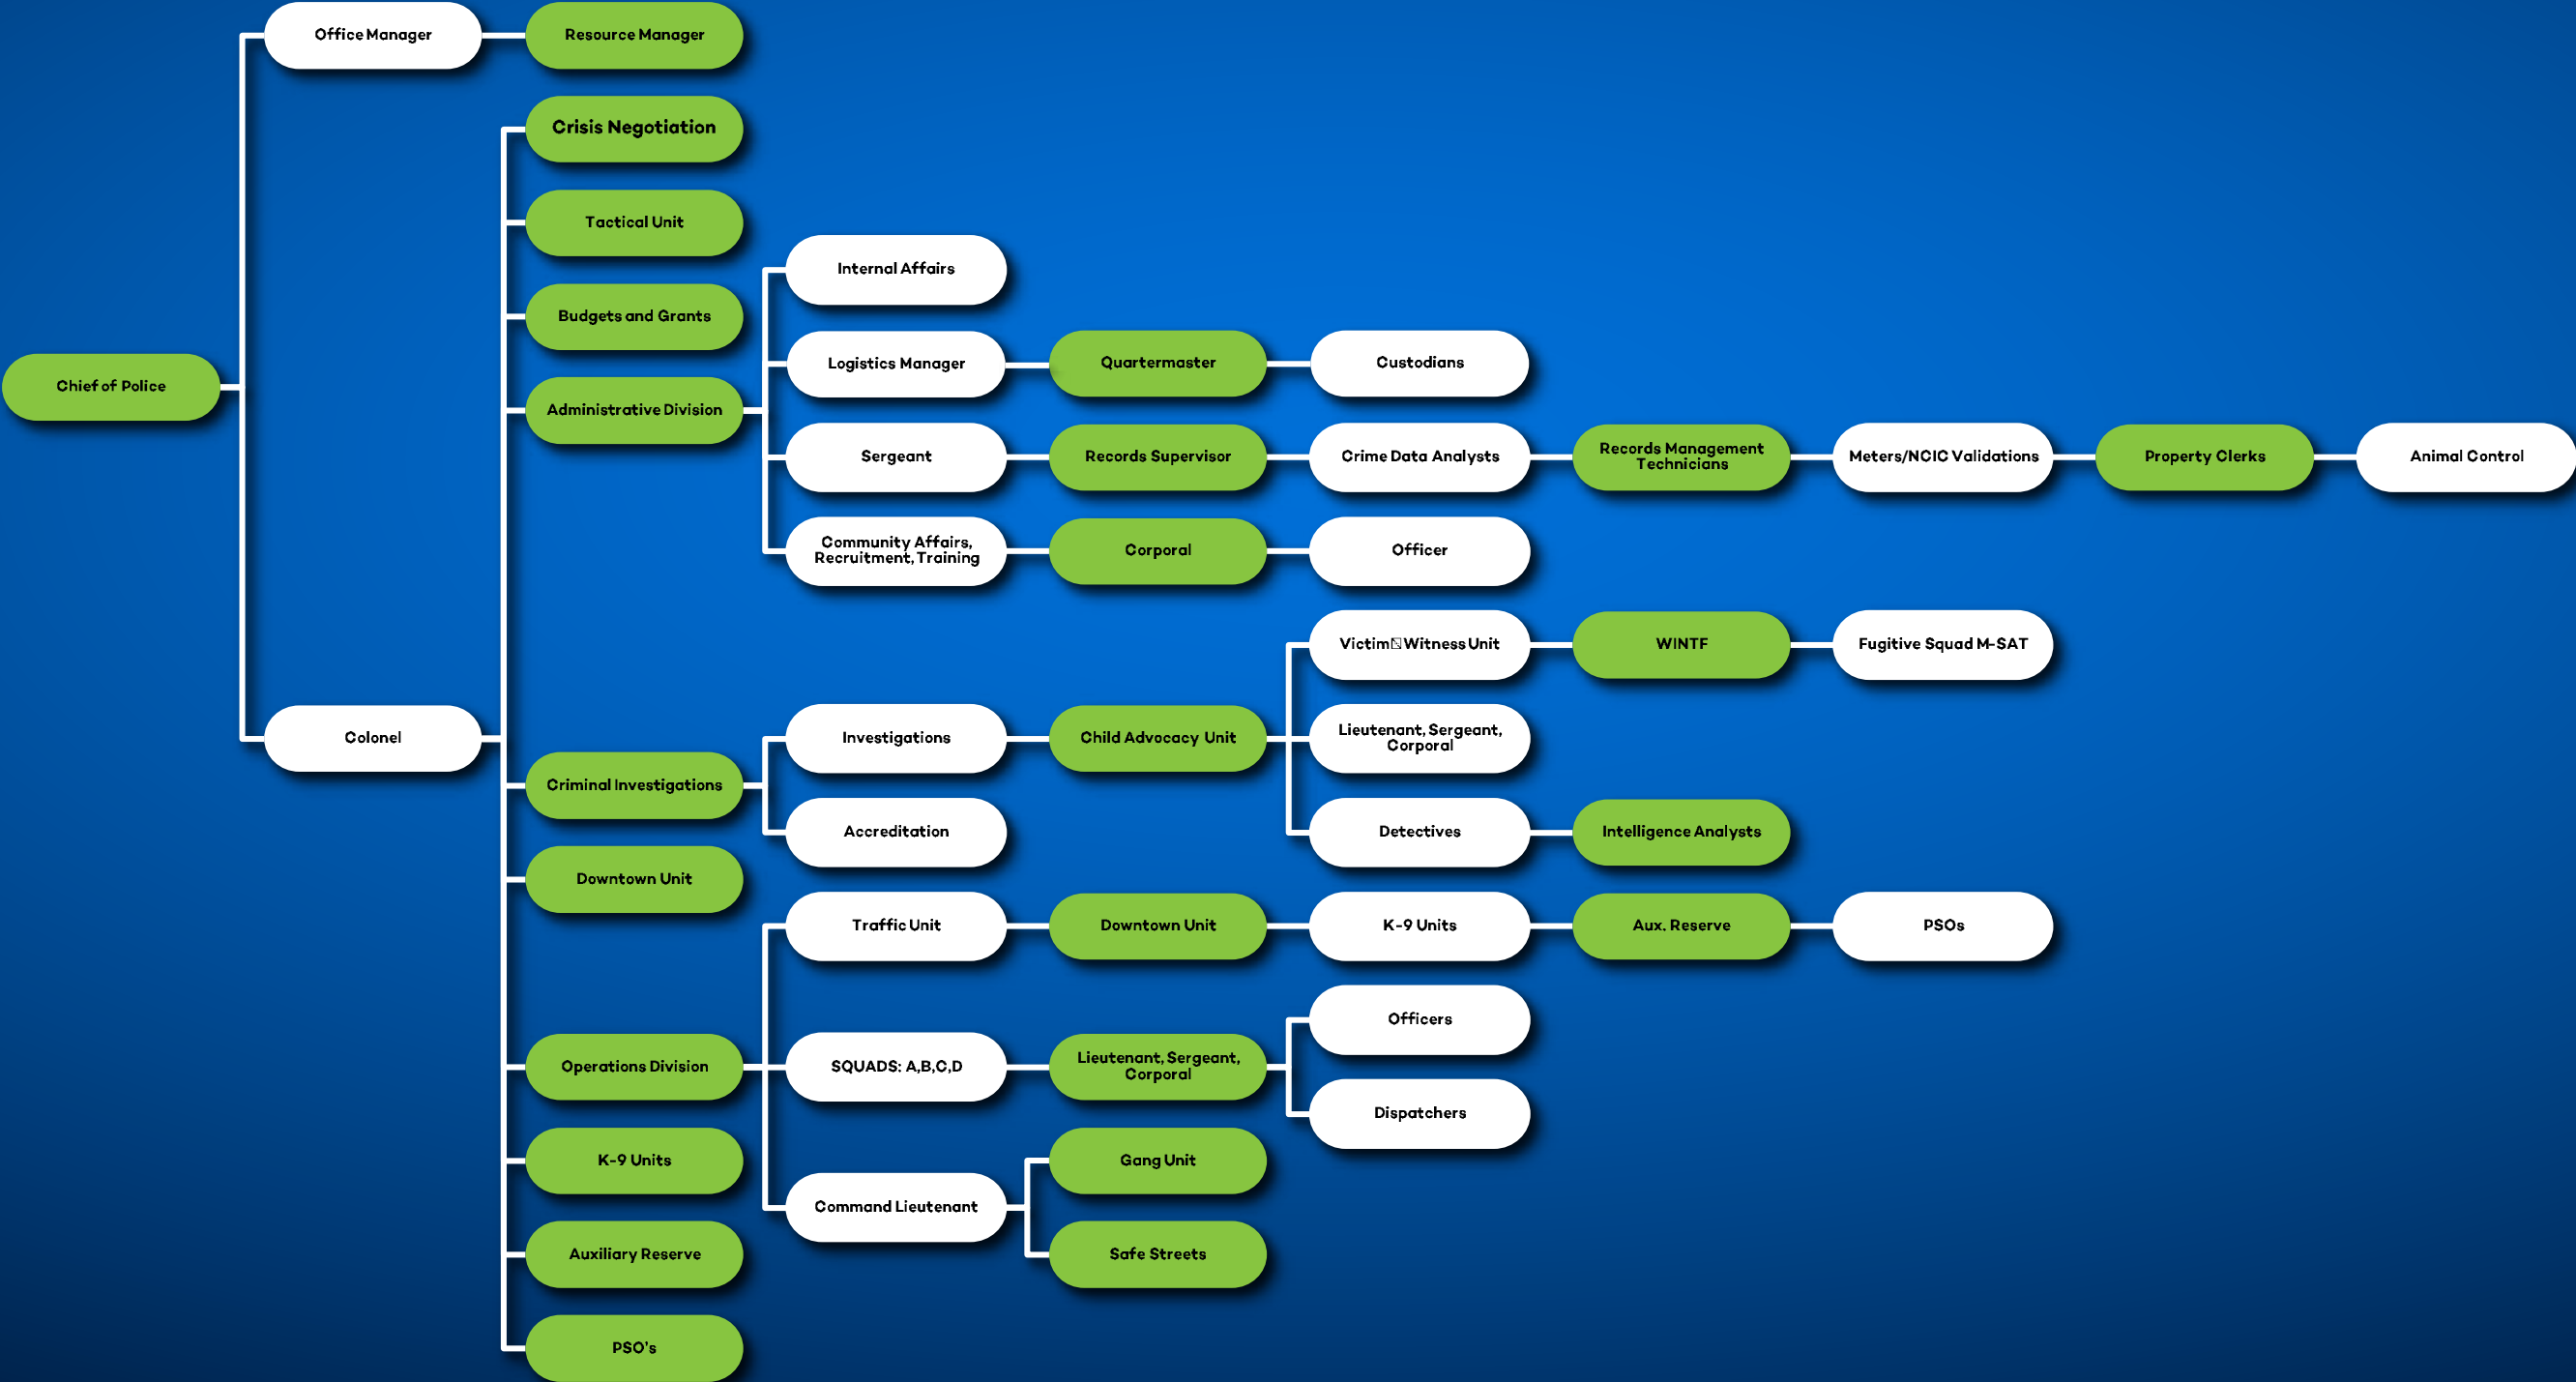 Office Manager
Resource Manager
Crisis Negotiation
Tactical Unit
Internal Affairs
Budgets and Grants
Logistics Manager
Quartermaster
Custodians
Chief of Police
Administrative Division
Sergeant
Records Supervisor
Crime Data Analysts
Records Management
Technicians
Meters/NCIC Validations
Property Clerks
Animal Control
Community Affairs,
Recruitment, Training
Corporal
Officer
Victim Witness Unit
WINTF
Fugitive Squad M-SAT
Colonel
Investigations
Child Advocacy Unit
Lieutenant, Sergeant,
Corporal
Criminal Investigations
Accreditation
Detectives
Intelligence Analysts
Downtown Unit
Traffic Unit
Downtown Unit
K-9 Units
Aux. Reserve
PSOs
Officers
Operations Division
SQUADS: A,B,C,D
Lieutenant, Sergeant,
Corporal
Dispatchers
K-9 Units
Gang Unit
Command Lieutenant
Auxiliary Reserve
Safe Streets
PSO's